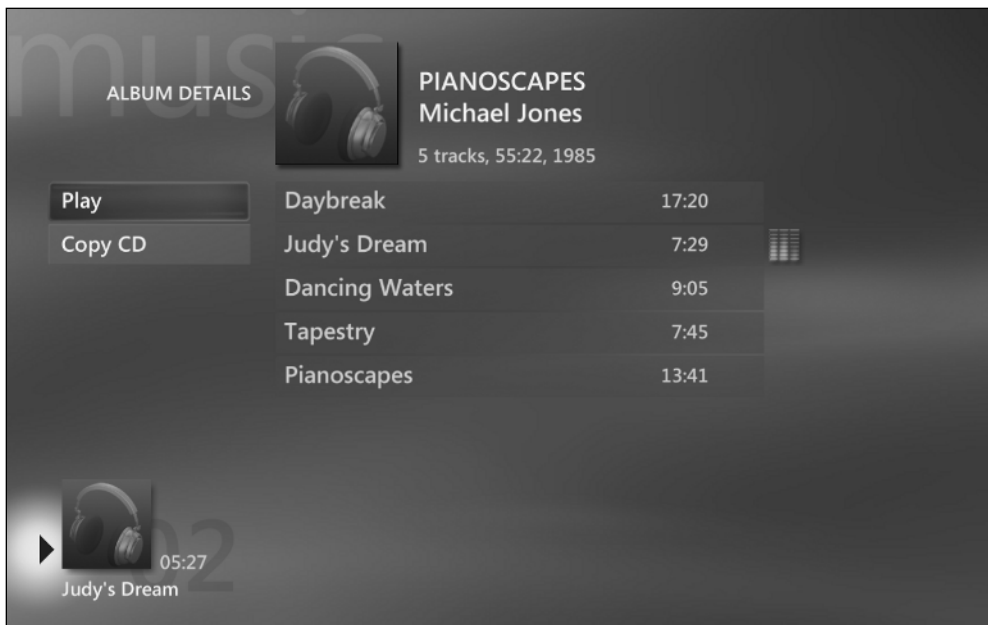 music
ALBUM DETAILS
PIANOSCAPES
Michael Jones
5 tracks, 55:22, 1985
Play
Copy CD
Daybreak 17:20
Judy's Dream 7:29
Dancing Waters 9:05
Tapestry 7:45
Pianoscapes 13:41
02
05:27
Judy's Dream